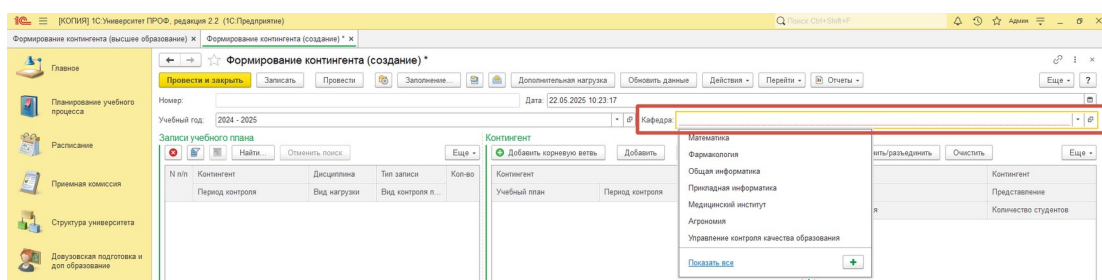 [КОПИЯ] 1С:Университет ПРОФ, редакция 2.2 (1С:Предприятие) Поиск Ctrl+Shift+F Админ
Формирование контингента (высшее образование) × Формирование контингента (создание) * ×
Главное
Планирование учебного процесса
Расписание
Приемная комиссия
Структура университета
Довузовская подготовка и доп образование
Формирование контингента (создание) *
Провести и закрыть Записать Провести Заполнение... Дополнительная нагрузка Обновить данные Действия Перейти Отчеты Еще ?
Номер: Дата: 22.05.2025 10:23:17
Учебный год: 2024 - 2025 Кафедра:
Записи учебного плана Контингент
Найти... Отменить поиск Еще Добавить корневую ветвь Добавить нить/разъединить Очистить Еще
N п/п Контингент Дисциплина Тип записи Кол-во Контингент Контингент
Период контроля Вид нагрузки Вид контроля п... Учебный план Период контроля Представление
я Количество студентов
Математика
Фармакология
Общая информатика
Прикладная информатика
Медицинский институт
Агрономия
Управление контроля качества образования
Показать все +